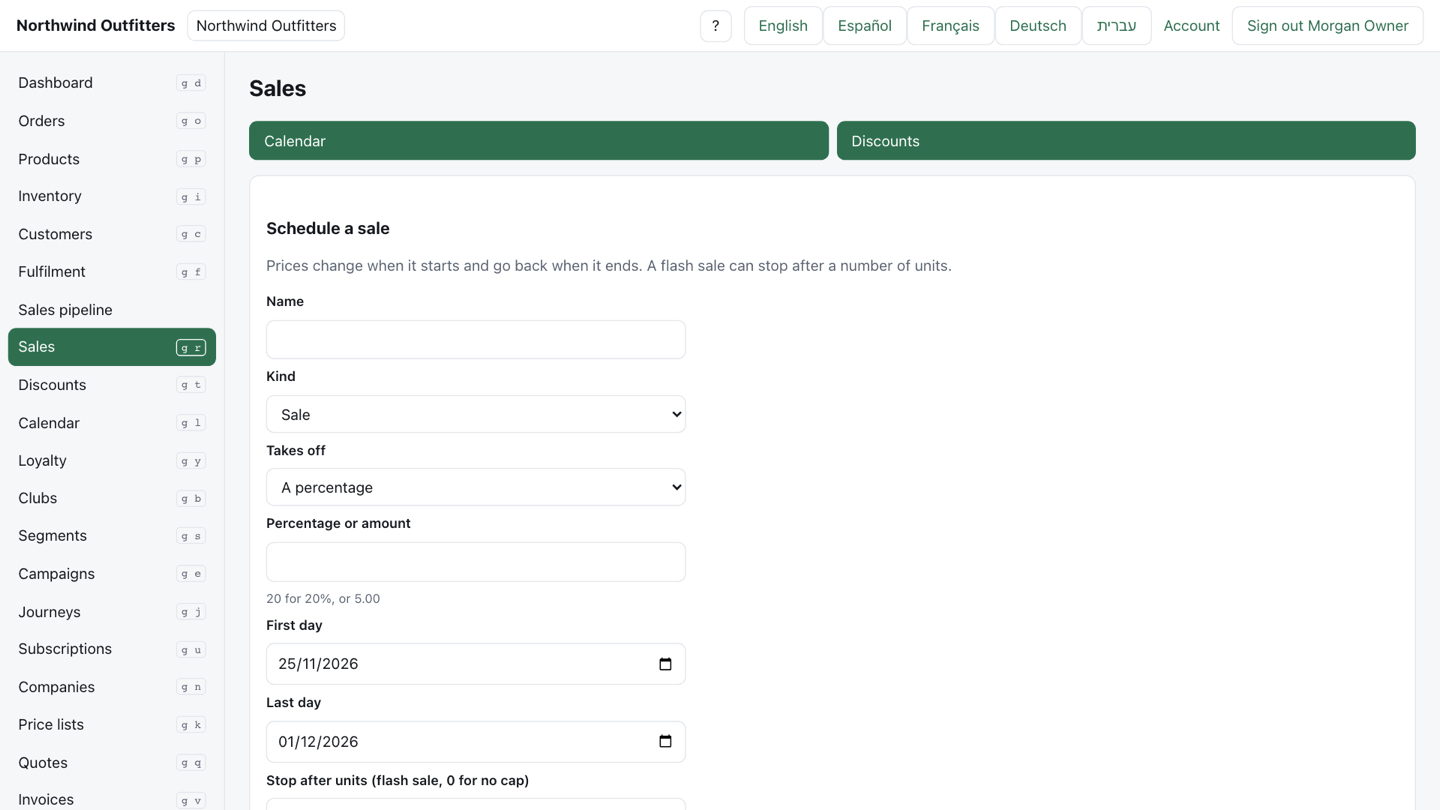 Northwind Outfitters
Northwind Outfitters
?
English
Español
Français
Deutsch
עברית
Account
Sign out Morgan Owner
Dashboard g d
Orders g o
Products g p
Inventory g i
Customers g c
Fulfilment g f
Sales pipeline
Sales g r
Discounts g t
Calendar g l
Loyalty g y
Clubs g b
Segments g s
Campaigns g e
Journeys g j
Subscriptions g u
Companies g n
Price lists g k
Quotes g q
Invoices g v
Sales
Calendar
Discounts
Schedule a sale
Prices change when it starts and go back when it ends. A flash sale can stop after a number of units.
Name
Kind
Sale
Takes off
A percentage
Percentage or amount
20 for 20%, or 5.00
First day
25/11/2026
Last day
01/12/2026
Stop after units (flash sale, 0 for no cap)